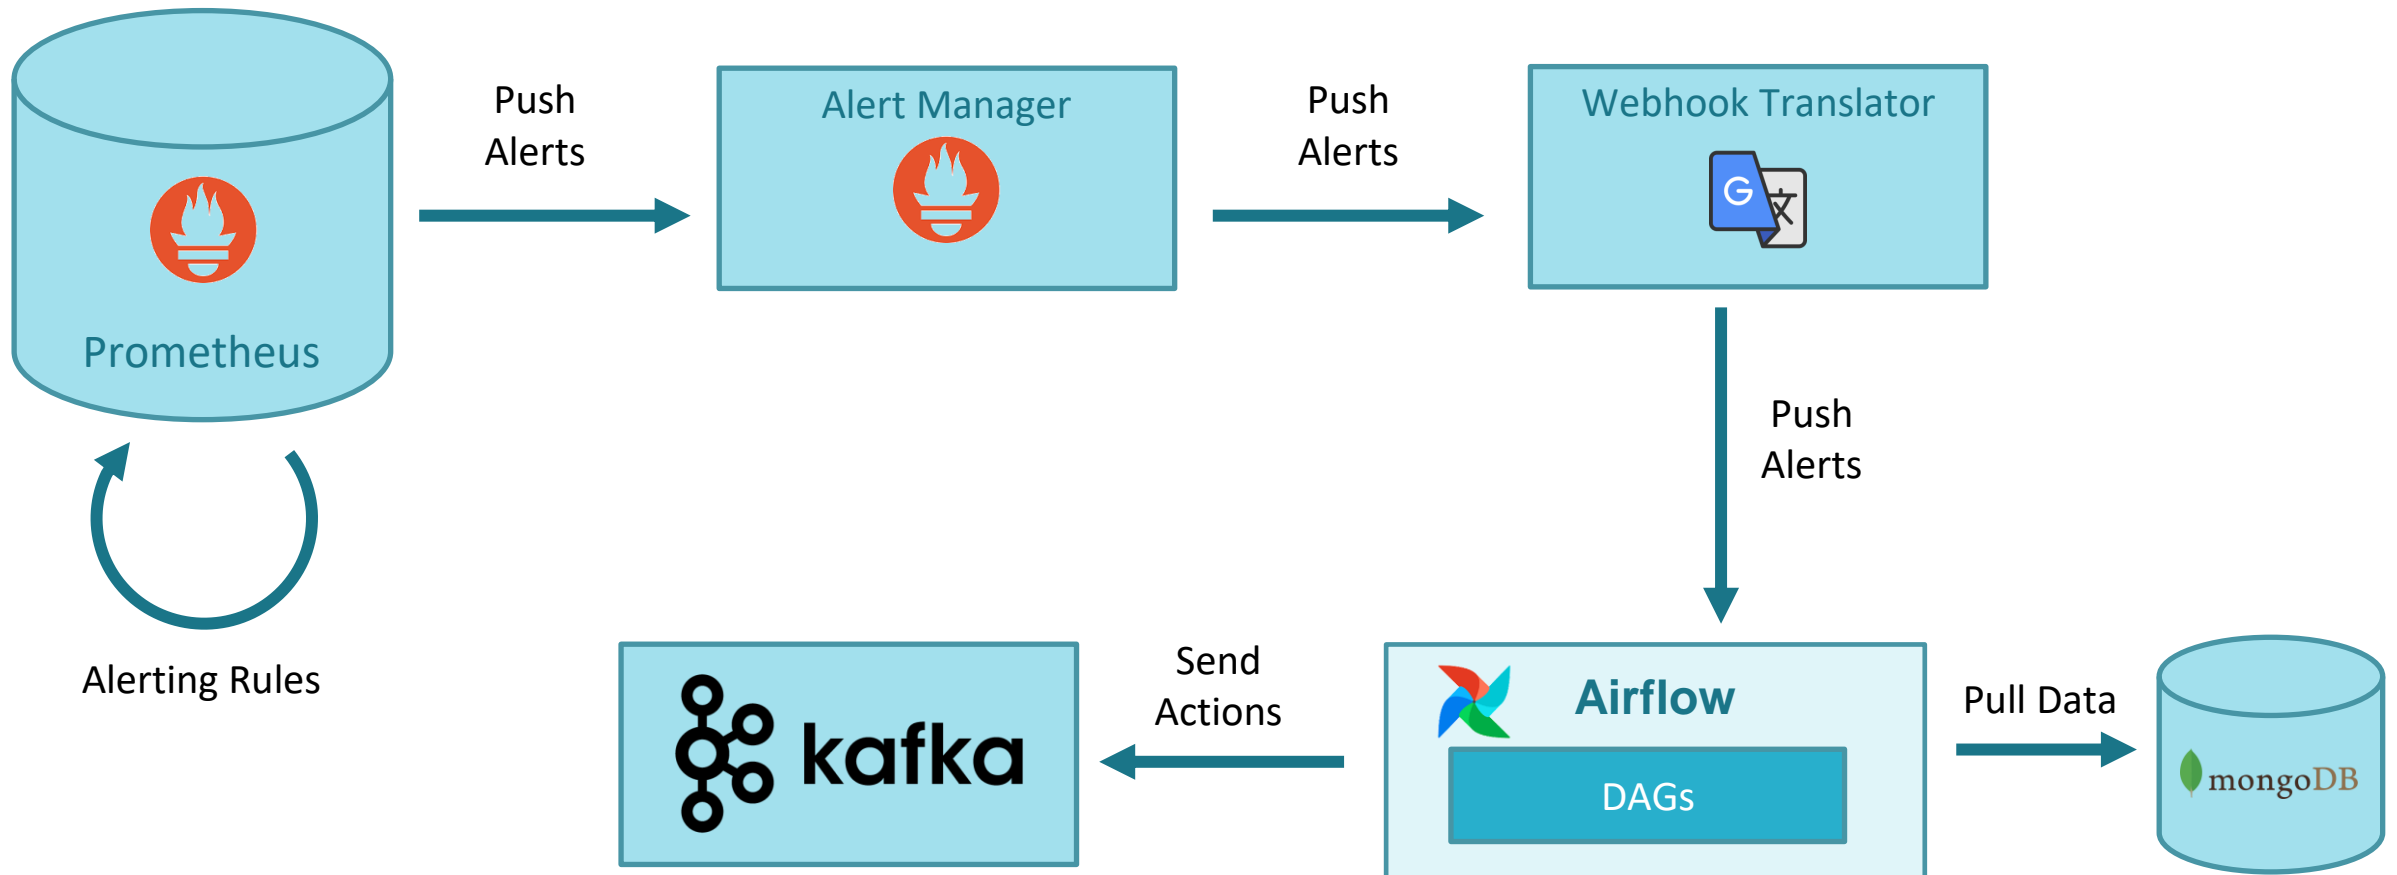 Prometheus
Push
Alerts
Alert Manager
Push
Alerts
Webhook Translator
G
文
Push
Alerts
Alerting Rules
kafka
Send
Actions
Airflow
DAGs
Pull Data
mongoDB